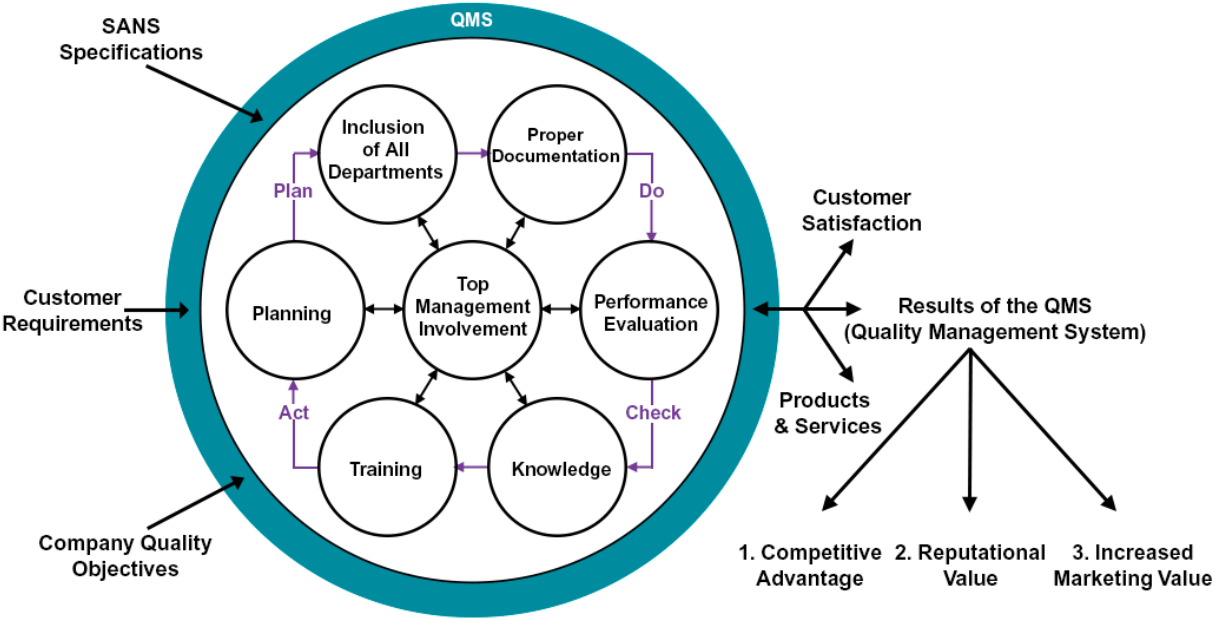 QMS
SANS
Specifications
Customer
Requirements
Company Quality
Objectives
Inclusion
of All
Departments
Proper
Documentation
Plan
Do
Planning
Top
Management
Involvement
Performance
Evaluation
Act
Check
Training
Knowledge
Customer
Satisfaction
Results of the QMS
(Quality Management System)
Products
& Services
1. Competitive
Advantage
2. Reputational
Value
3. Increased
Marketing Value